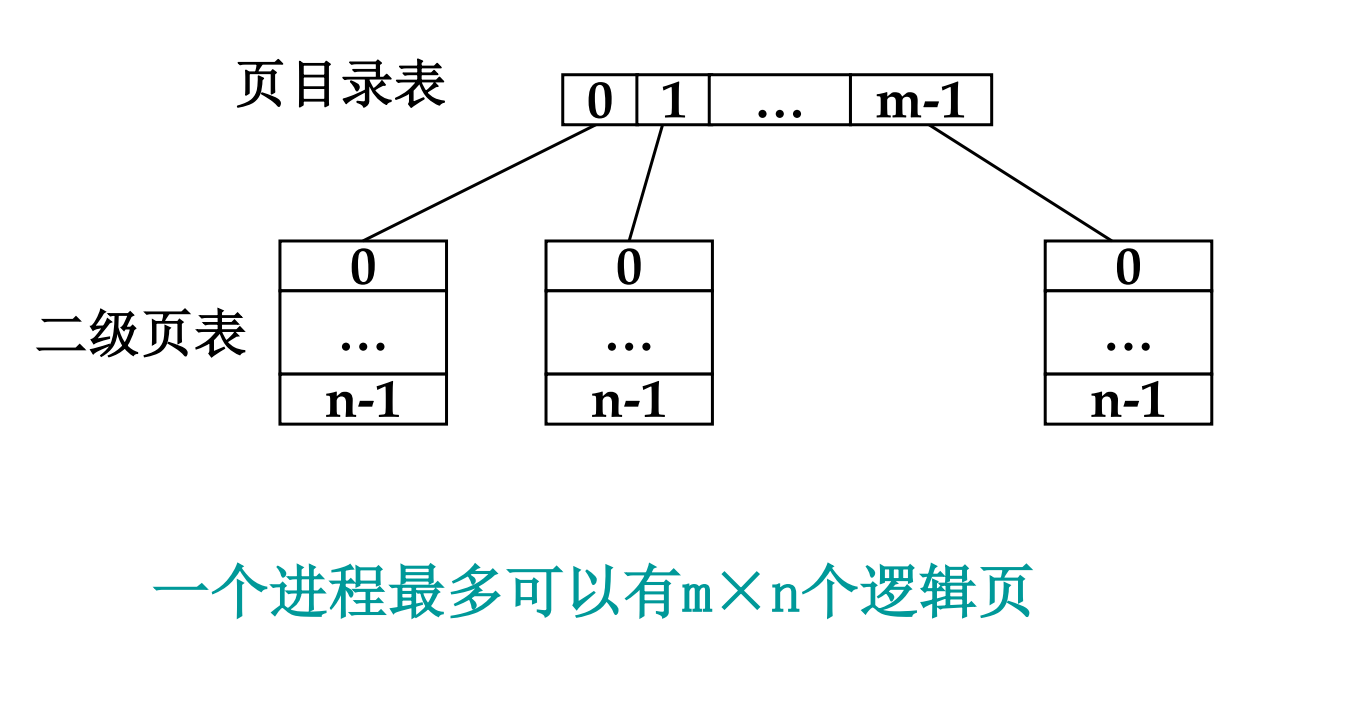 页目录表
0 1 … m-1
0 0 0
二级页表 … … …
n-1 n-1 n-1
一个进程最多可以有m×n个逻辑页